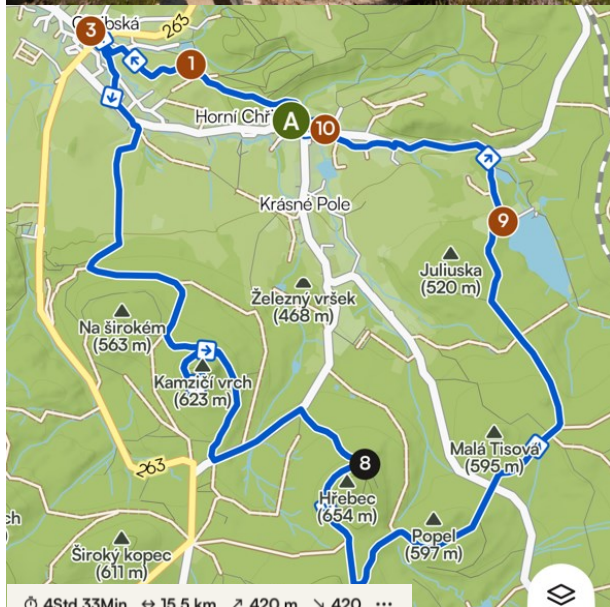 263
3
1
Horní Chř
A
10
Krásné Pole
9
Juliuska
(520 m)
Železný vršek
(468 m)
Na širokém
(563 m)
Kamzičí vrch
(623 m)
Malá Tisová
(595 m)
263
8
Hřebec
(654 m)
Popel
(597 m)
ch
Široký kopec
(611 m)
4Std 33Min ↔ 15,5 km ↗ 420 m ↘ 420 ...